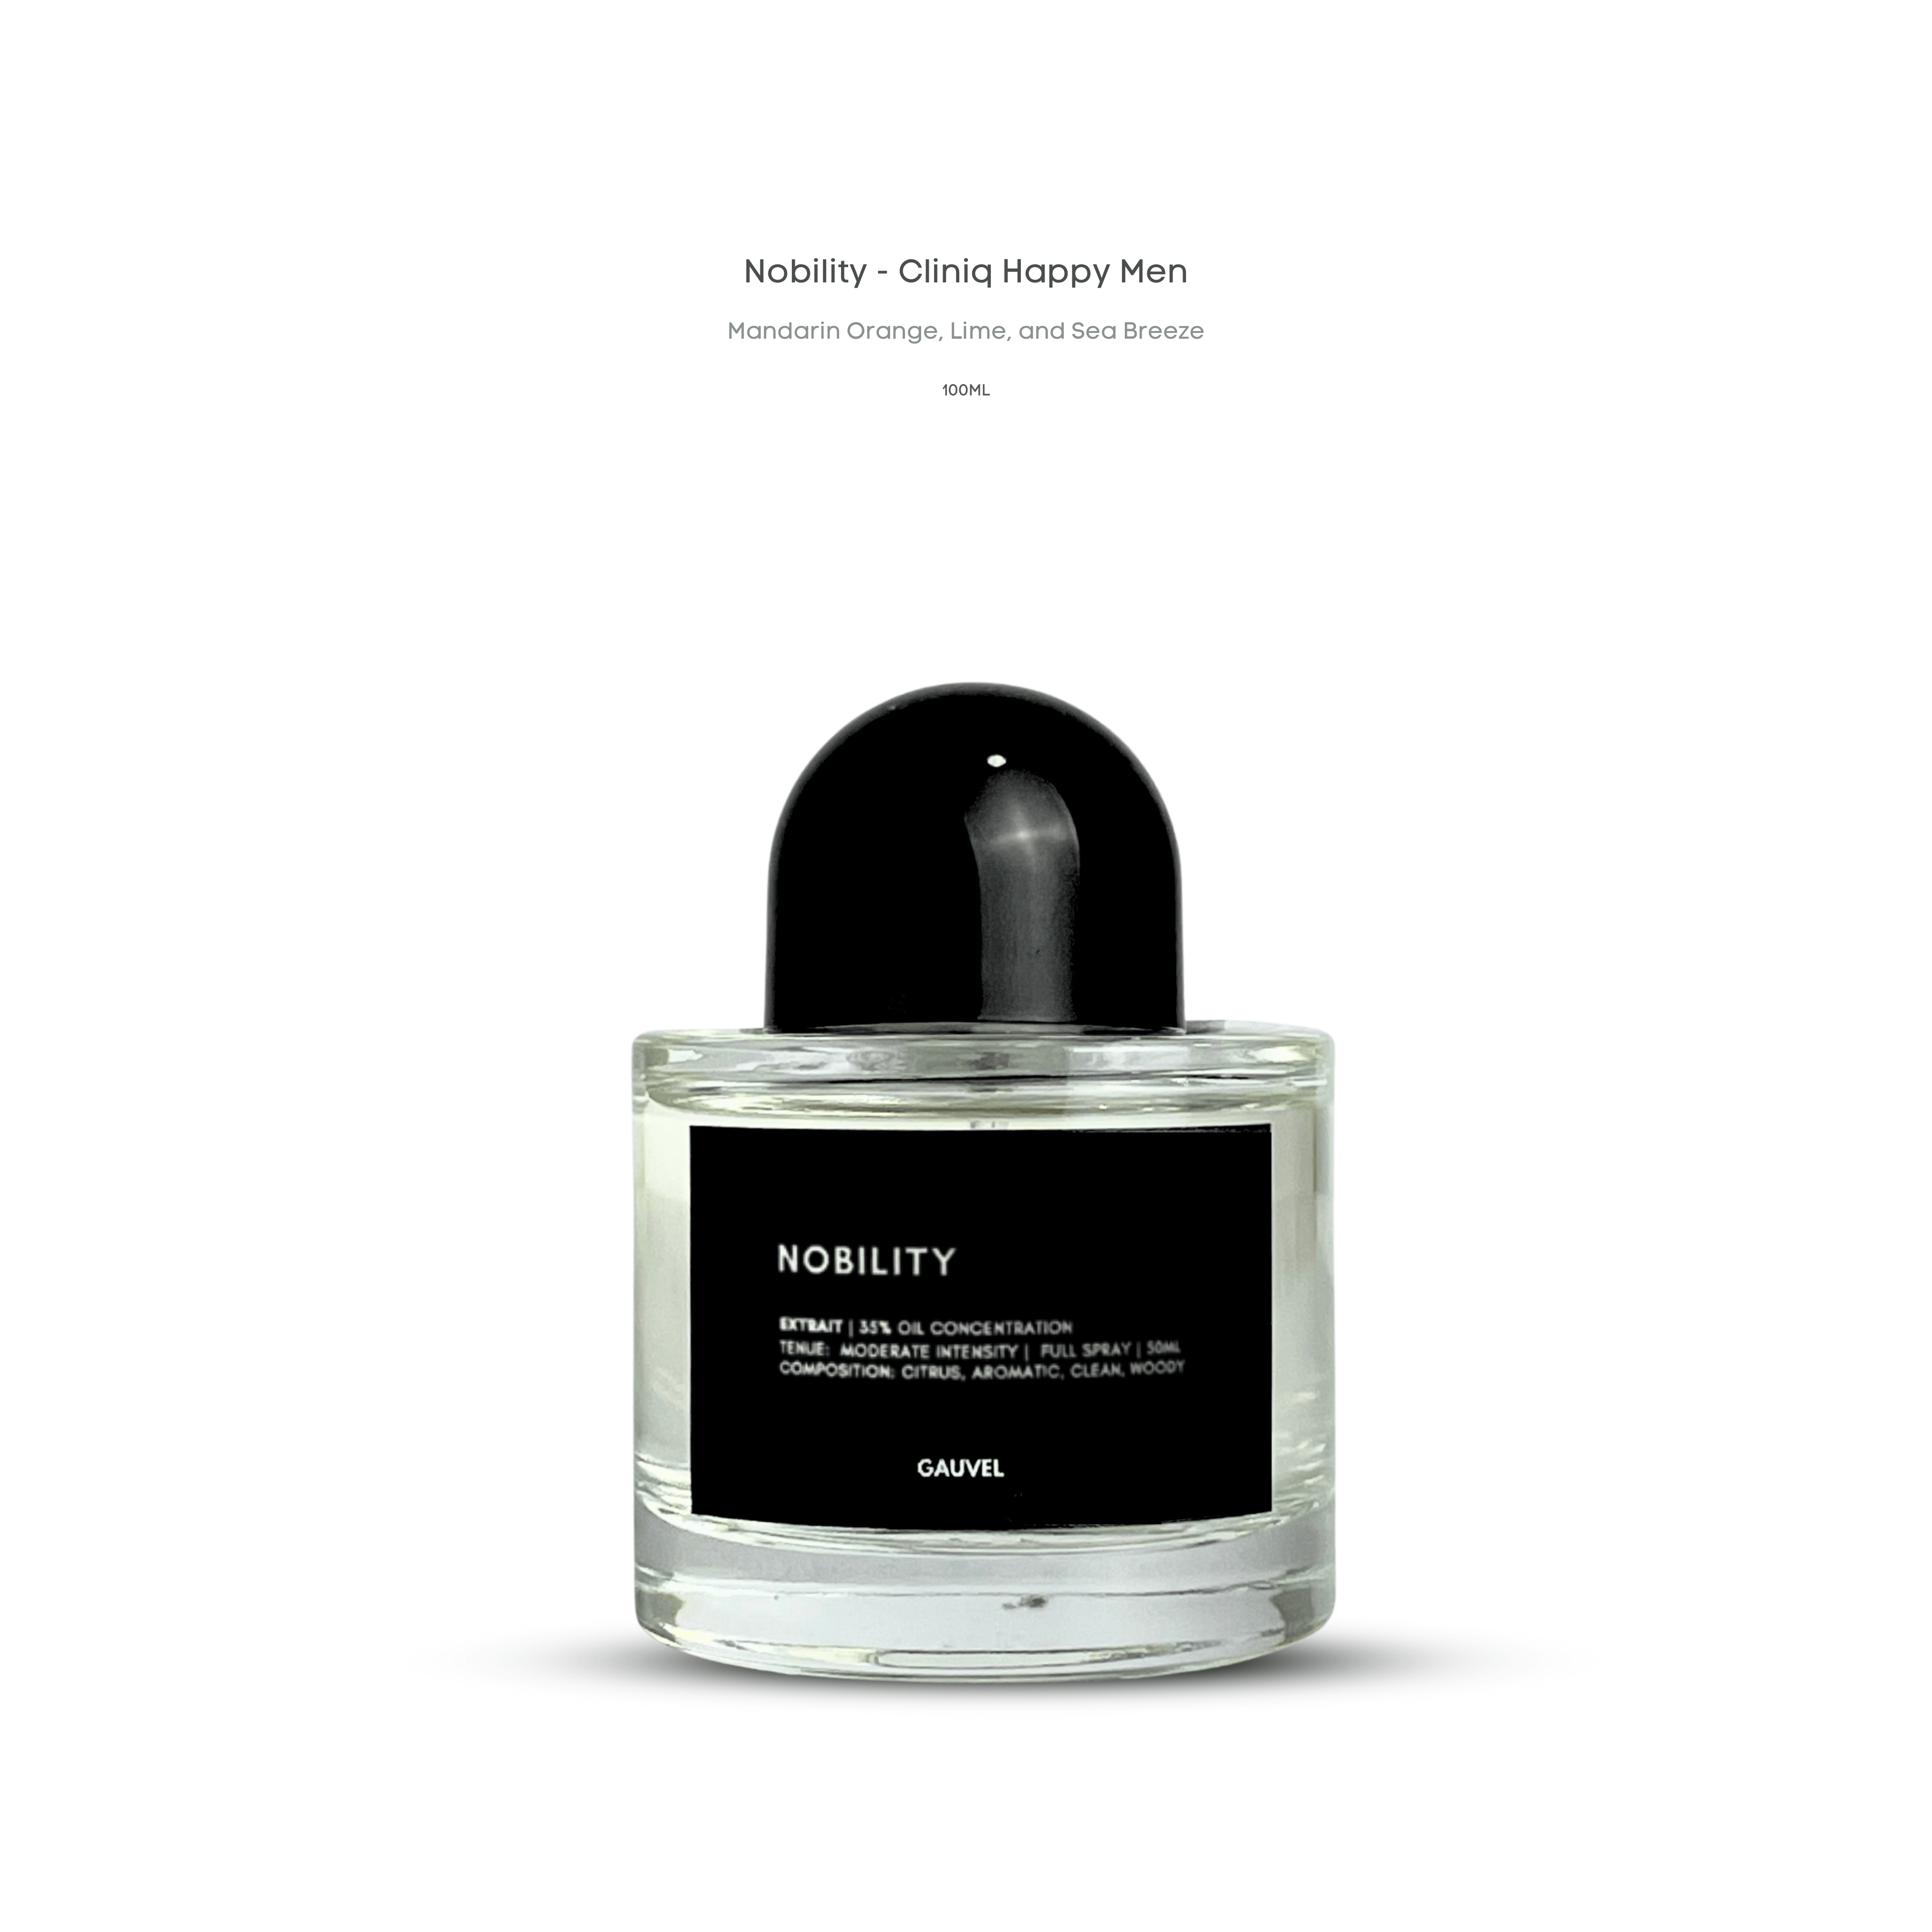 Nobility - Cliniq Happy Men
Mandarin Orange, Lime, and Sea Breeze
100ML
NOBILITY
EXTRAIT | 35% OIL CONCENTRATION
TENUE: MODERATE INTENSITY | FULL SPRAY | 50ML
COMPOSITION: CITRUS, AROMATIC, CLEAN, WOODY
GAUVEL